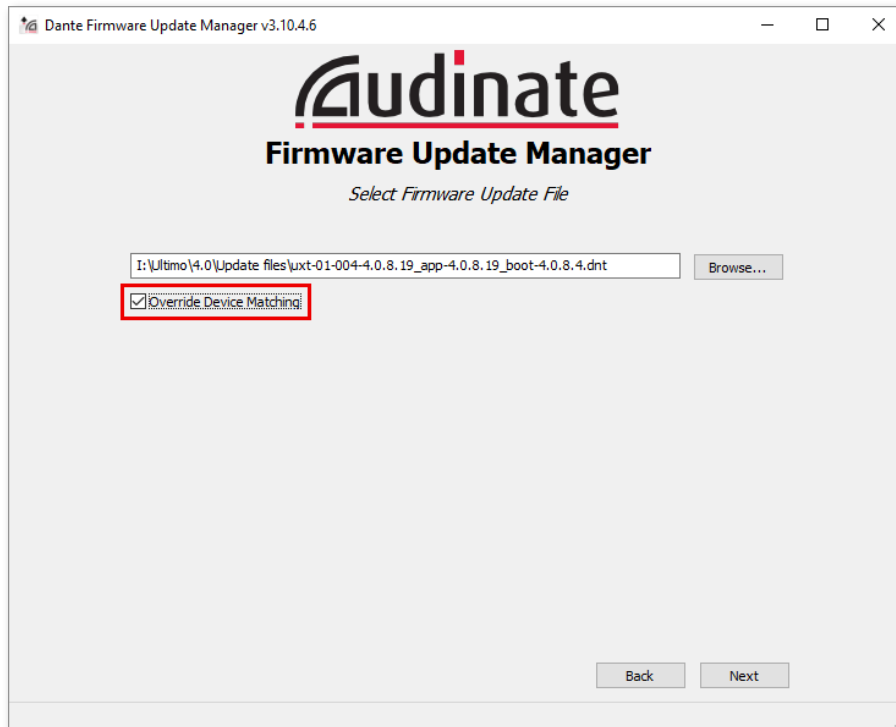 Dante Firmware Update Manager v3.10.4.6
Audinate
Firmware Update Manager
Select Firmware Update File
I:\Ultimo\4.0\Update files\uxt-01-004-4.0.8.19_app-4.0.8.19_boot-4.0.8.4.dnt
Browse...
Override Device Matching
Back
Next